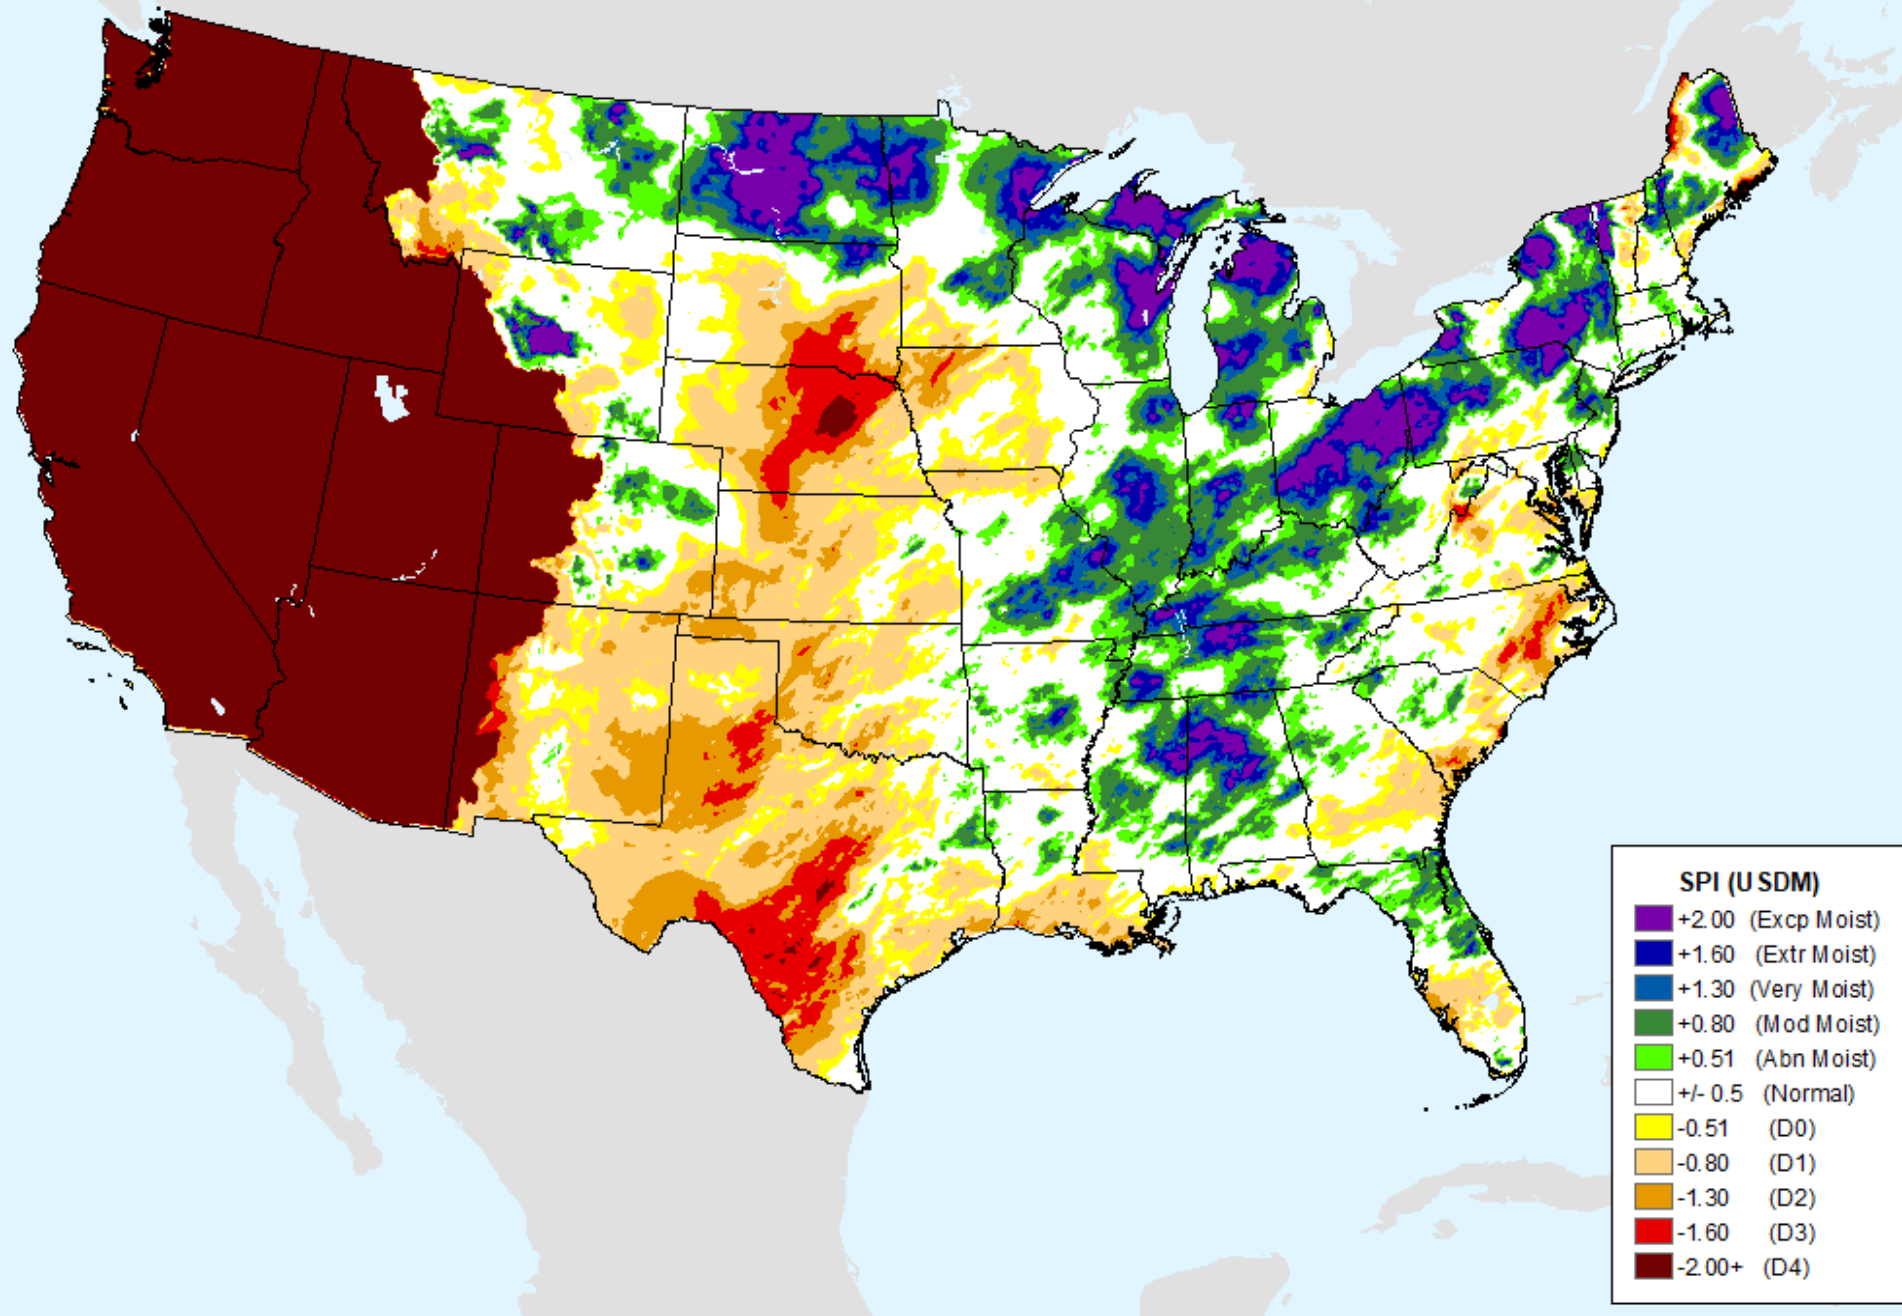 SPI (USDM)
+2.00 (Excp Moist)
+1.60 (Extr Moist)
+1.30 (Very Moist)
+0.80 (Mod Moist)
+0.51 (Abn Moist)
+/- 0.5 (Normal)
-0.51 (D0)
-0.80 (D1)
-1.30 (D2)
-1.60 (D3)
-2.00+ (D4)